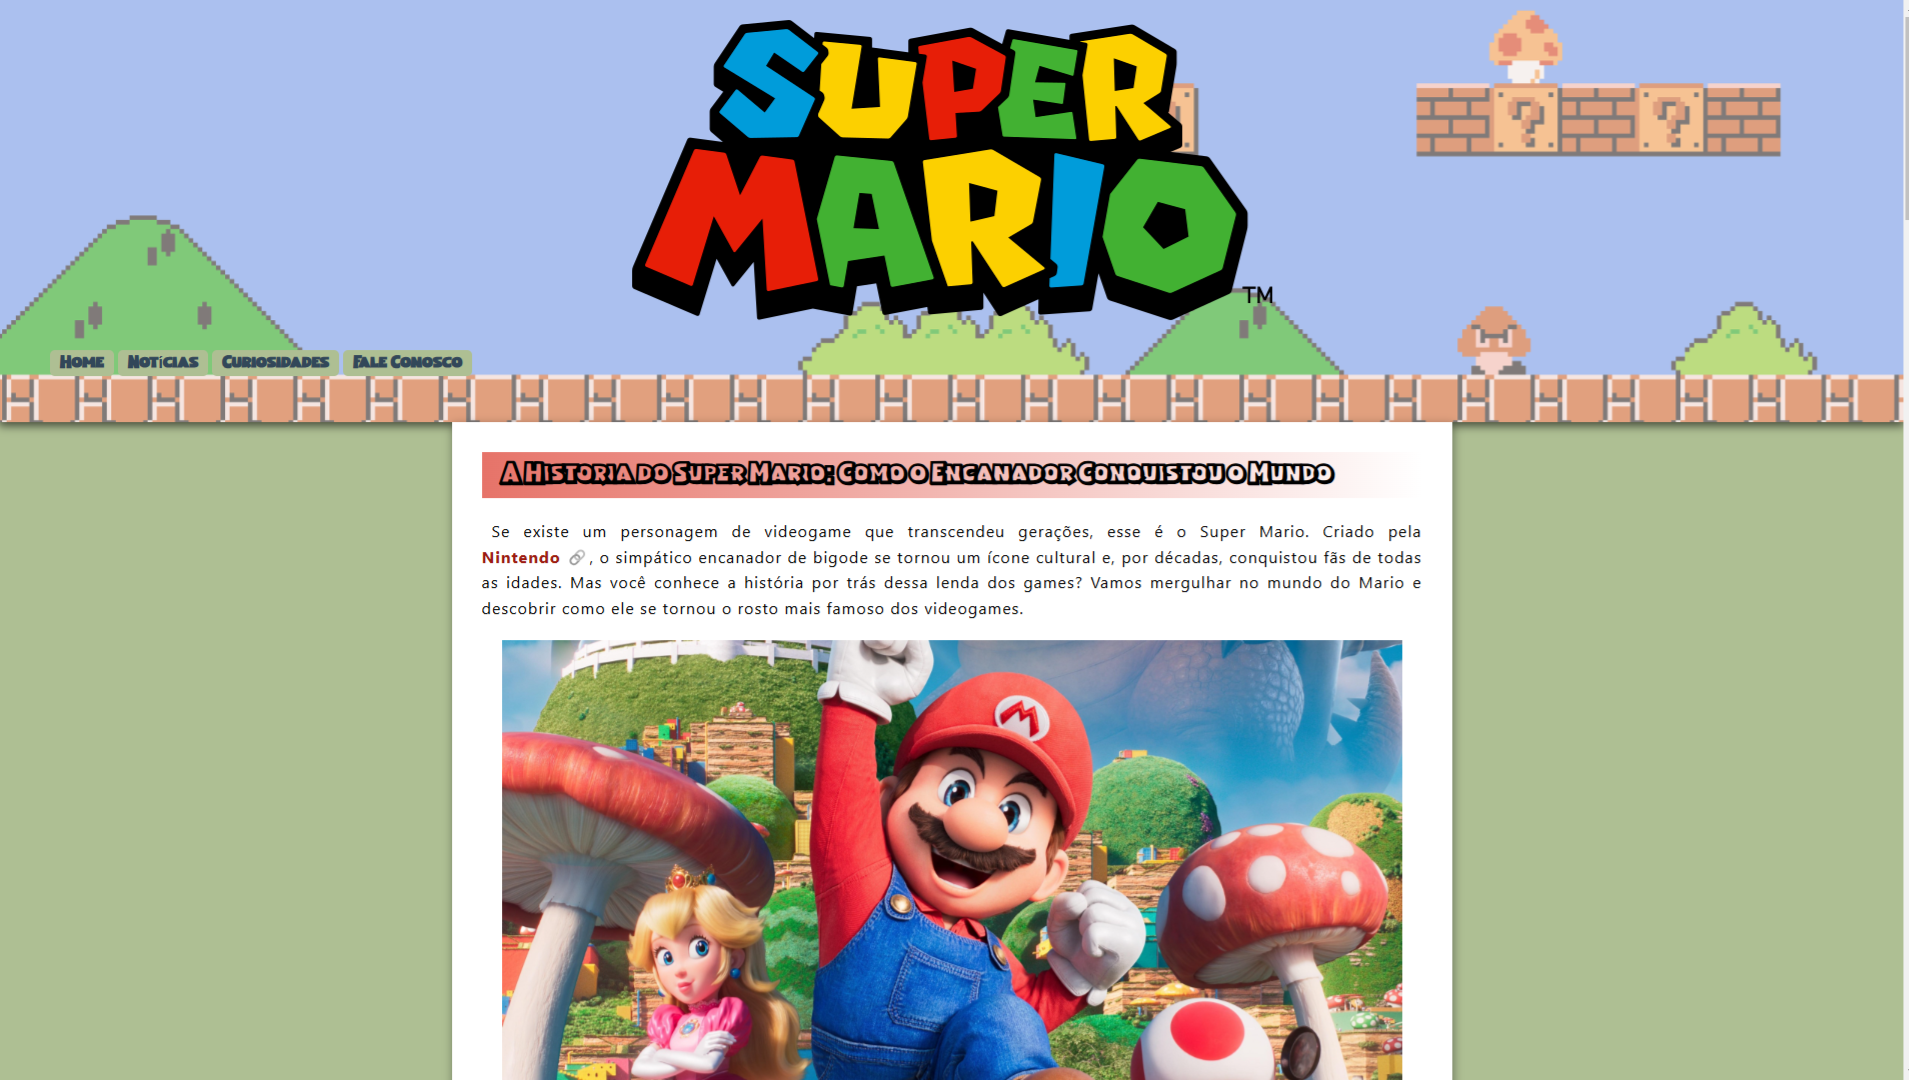 SUPER
MARIO
TM
Home Notícias Curiosidades Fale Conosco
A Historia do Super Mario: Como o Encanador Conquistou o Mundo
Se existe um personagem de videogame que transcendeu gerações, esse é o Super Mario. Criado pela
Nintendo 🔗, o simpático encanador de bigode se tornou um ícone cultural e, por décadas, conquistou fãs de todas
as idades. Mas você conhece a história por trás dessa lenda dos games? Vamos mergulhar no mundo do Mario e
descobrir como ele se tornou o rosto mais famoso dos videogames.
? ?
M